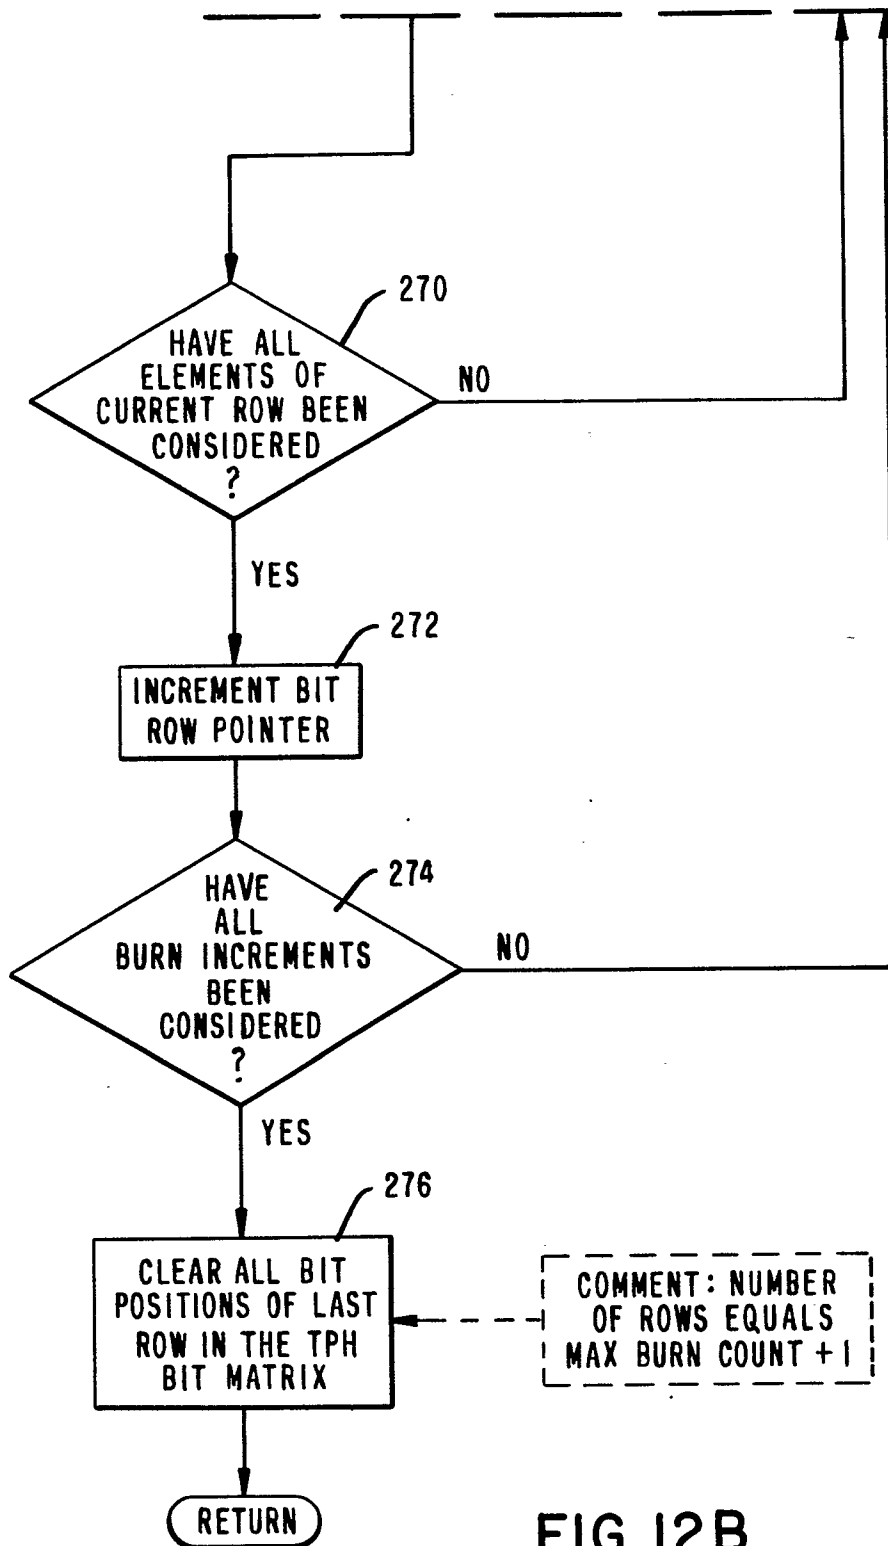 270
HAVE ALL
ELEMENTS OF
CURRENT ROW BEEN
CONSIDERED
?
NO
YES
272
INCREMENT BIT
ROW POINTER
274
HAVE
ALL
BURN INCREMENTS
BEEN
CONSIDERED
?
NO
YES
276
CLEAR ALL BIT
POSITIONS OF LAST
ROW IN THE TPH
BIT MATRIX
COMMENT: NUMBER
OF ROWS EQUALS
MAX BURN COUNT +1
RETURN
FIG. 12B